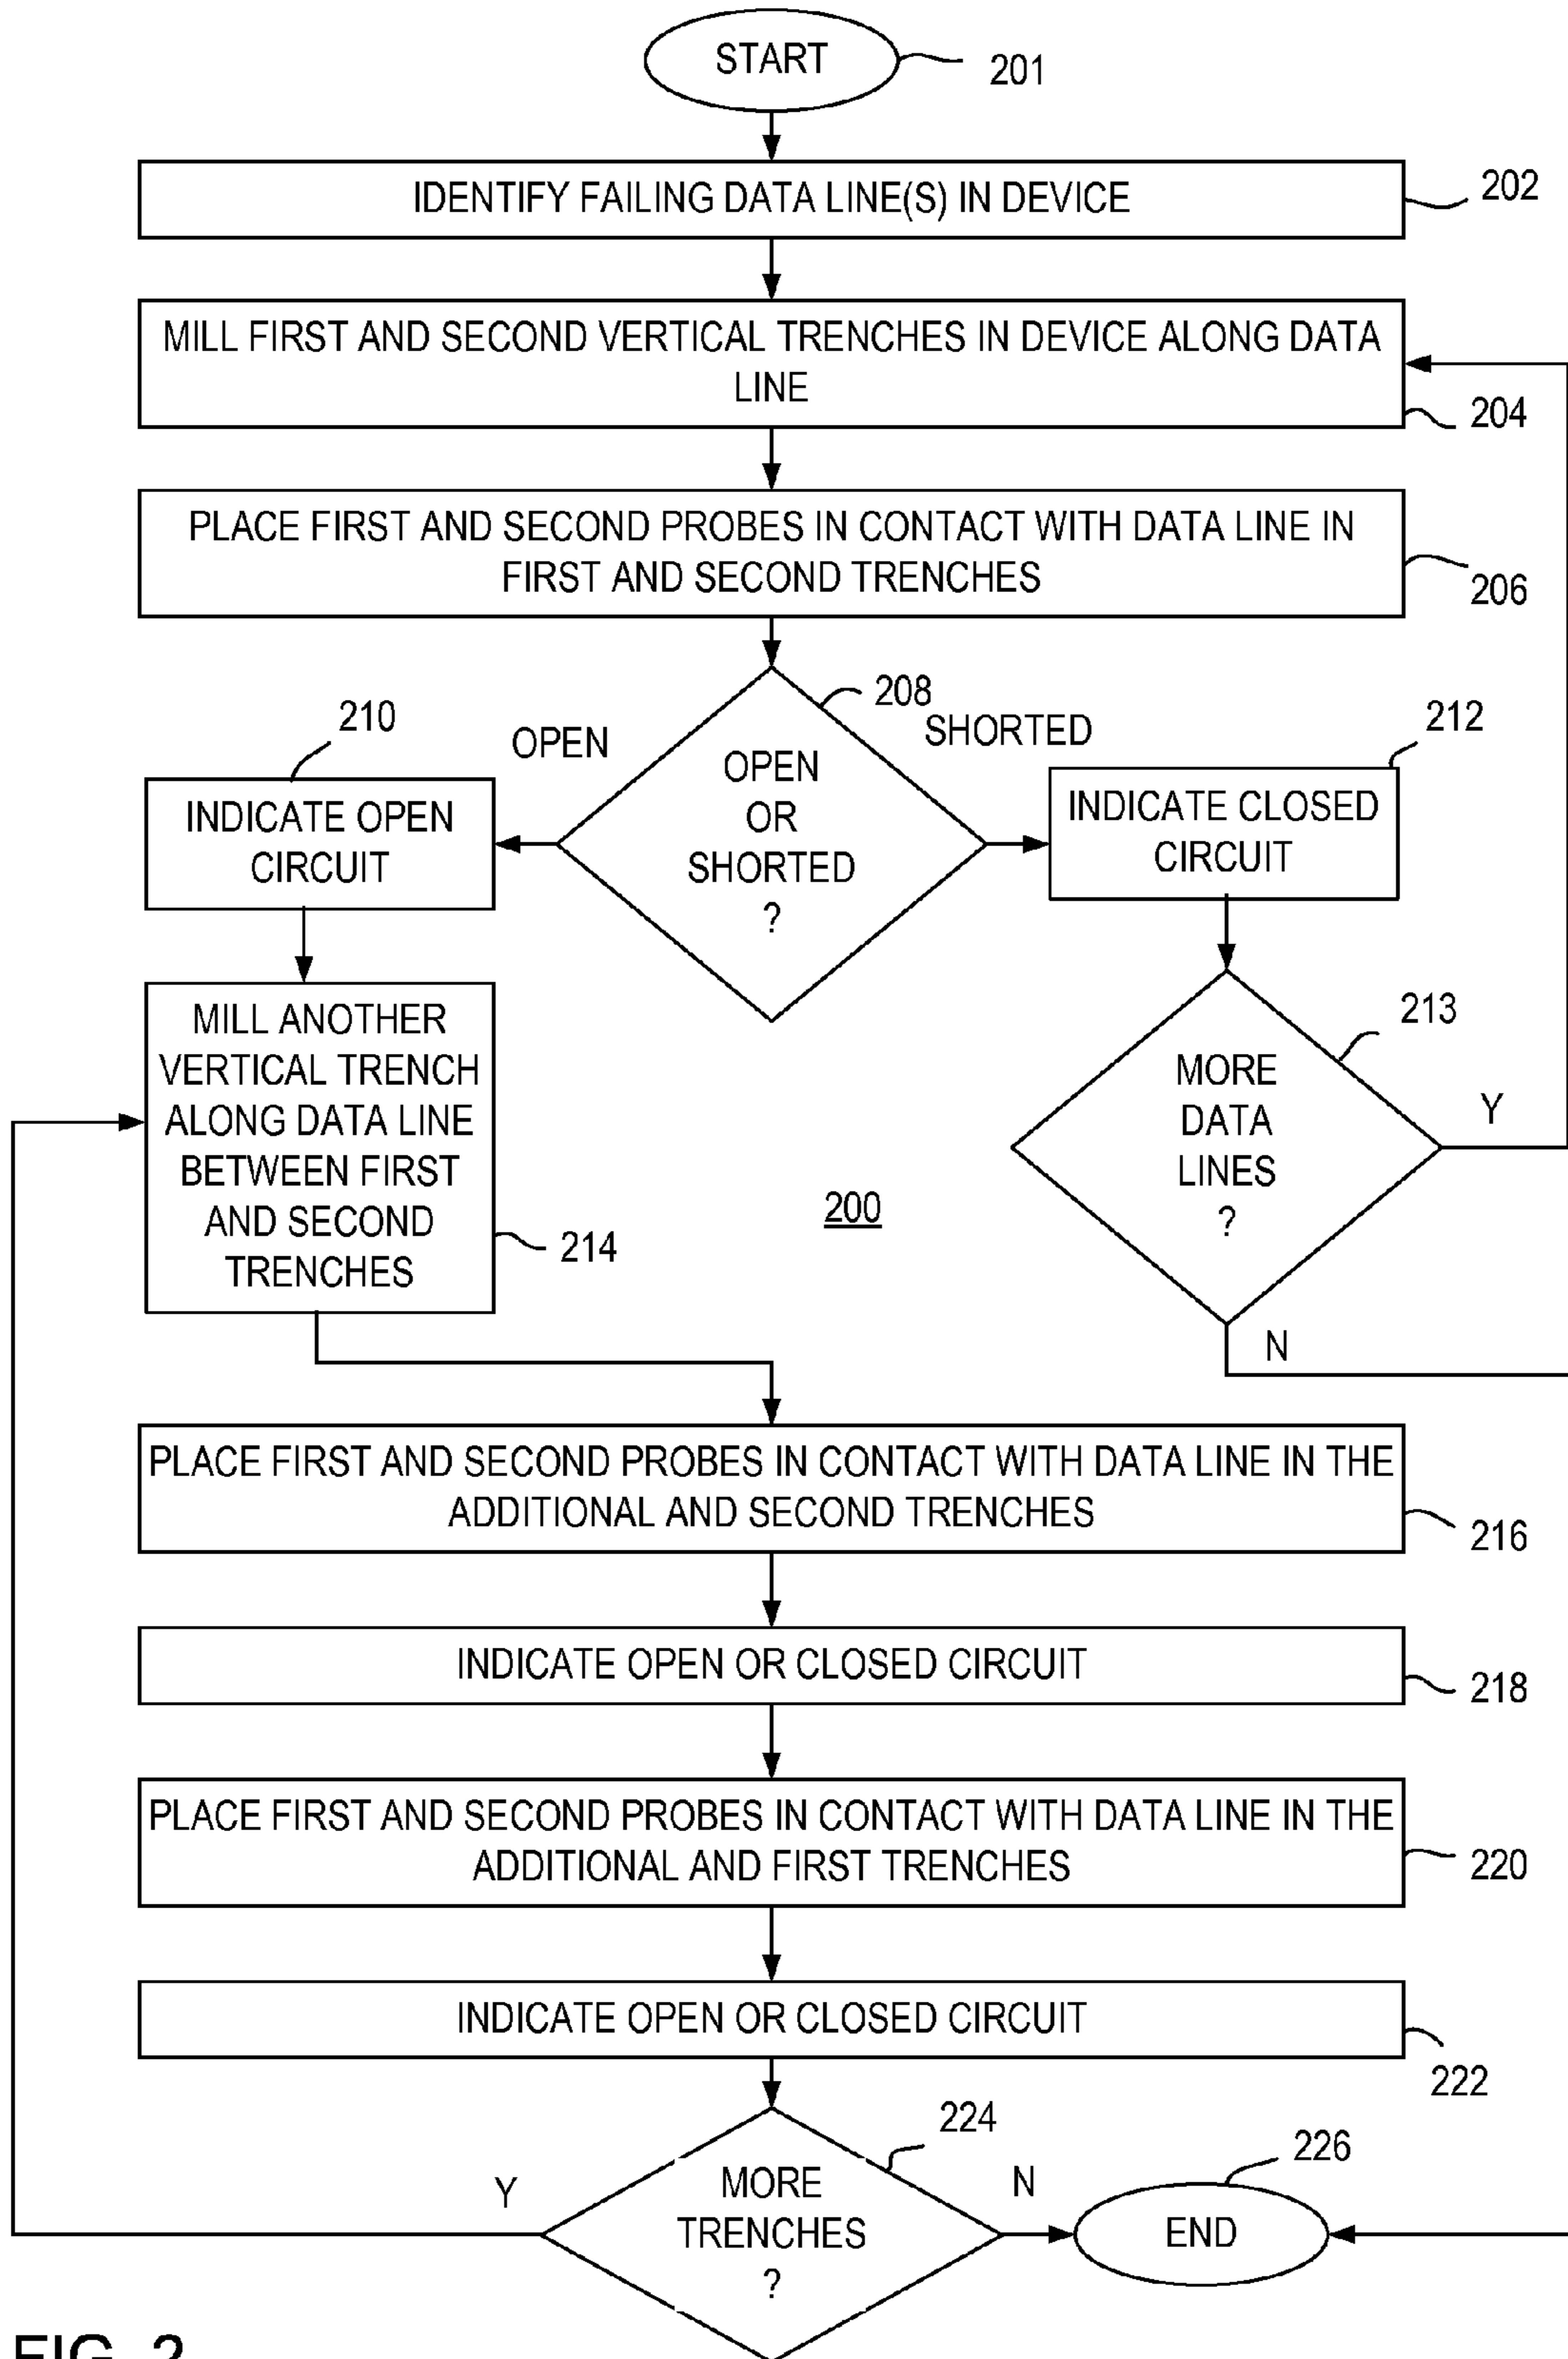 START
201
IDENTIFY FAILING DATA LINE(S) IN DEVICE
202
MILL FIRST AND SECOND VERTICAL TRENCHES IN DEVICE ALONG DATA
LINE
204
PLACE FIRST AND SECOND PROBES IN CONTACT WITH DATA LINE IN
FIRST AND SECOND TRENCHES
206
208
OPEN
OR
SHORTED
?
OPEN
SHORTED
210
INDICATE OPEN
CIRCUIT
212
INDICATE CLOSED
CIRCUIT
213
MORE
DATA
LINES
?
Y
N
MILL ANOTHER
VERTICAL TRENCH
ALONG DATA LINE
BETWEEN FIRST
AND SECOND
TRENCHES
214
200
PLACE FIRST AND SECOND PROBES IN CONTACT WITH DATA LINE IN THE
ADDITIONAL AND SECOND TRENCHES
216
INDICATE OPEN OR CLOSED CIRCUIT
218
PLACE FIRST AND SECOND PROBES IN CONTACT WITH DATA LINE IN THE
ADDITIONAL AND FIRST TRENCHES
220
INDICATE OPEN OR CLOSED CIRCUIT
222
224
MORE
TRENCHES
?
Y
N
226
END
FIG. 2